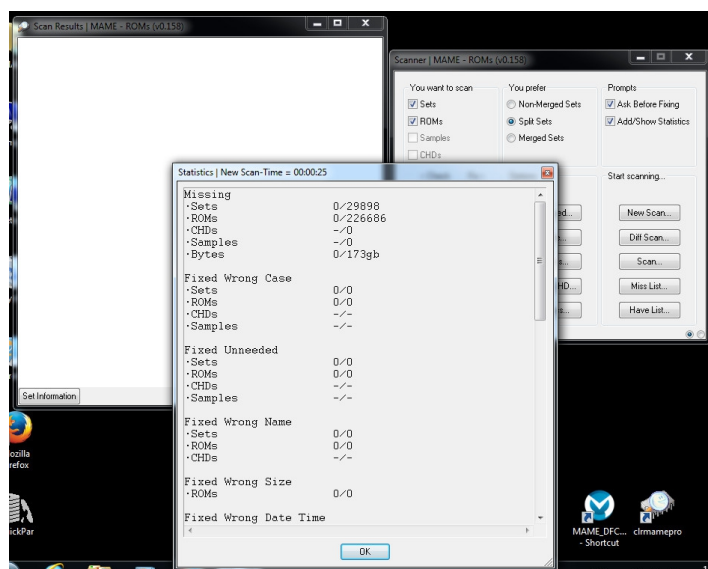 Scan Results | MAME - ROMs (v0.158)
Scanner | MAME - ROMs (v0.158)
You want to scan
Sets
ROMs
Samples
CHDs
You prefer
Non-Merged Sets
Split Sets
Merged Sets
Prompts
Ask Before Fixing
Add/Show Statistics
Start scanning...
New Scan...
Diff Scan...
Scan...
Miss List...
Have List...
Statistics | New Scan-Time = 00:00:25
Missing
·Sets 0/29898
·ROMs 0/226686
·CHDs -/0
·Samples -/0
·Bytes 0/173gb
Fixed Wrong Case
·Sets 0/0
·ROMs 0/0
·CHDs -/-
·Samples -/-
Fixed Unneeded
·Sets 0/0
·ROMs 0/0
·CHDs -/-
·Samples -/-
Fixed Wrong Name
·Sets 0/0
·ROMs 0/0
·CHDs -/-
Fixed Wrong Size
·ROMs 0/0
Fixed Wrong Date Time
OK
Set Information
ozilla
refox
ickPar
MAME_DFC...
- Shortcut
clrmamepro